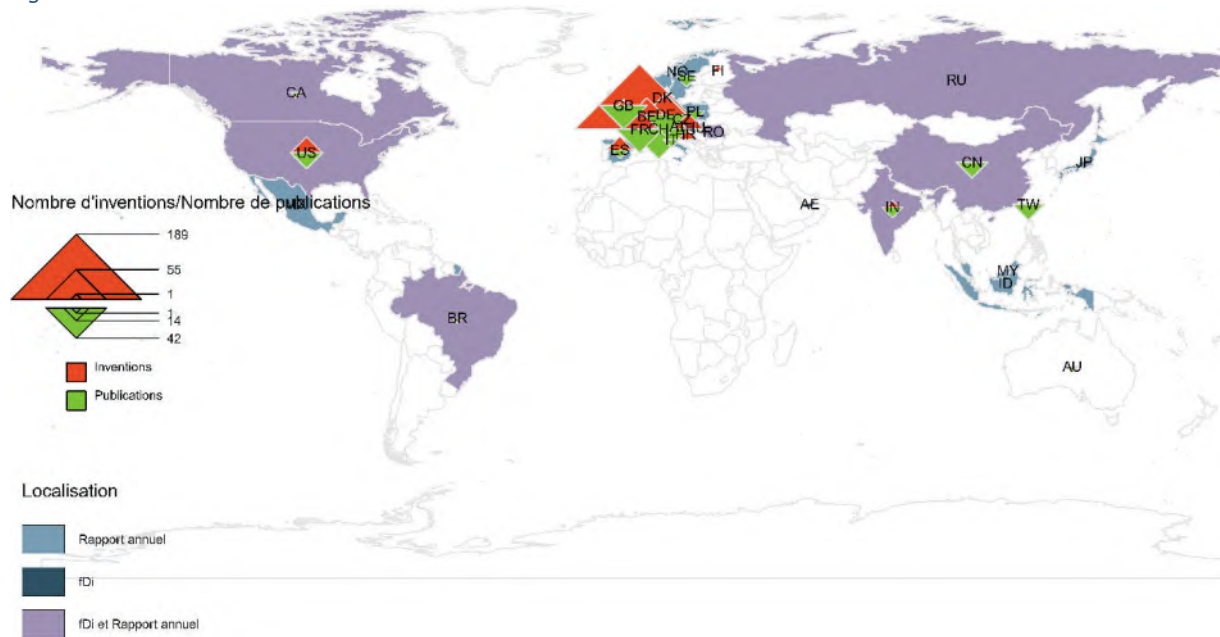 CA
US
BR
NO
SE
FI
DK
GB
DE
PL
FR
CH
RO
ES
RU
CN
JP
AE
IN
TW
MY
ID
AU
Nombre d'inventions/Nombre de publications
189
55
1
1
14
42
Inventions
Publications
Localisation
Rapport annuel
fDi
fDi et Rapport annuel